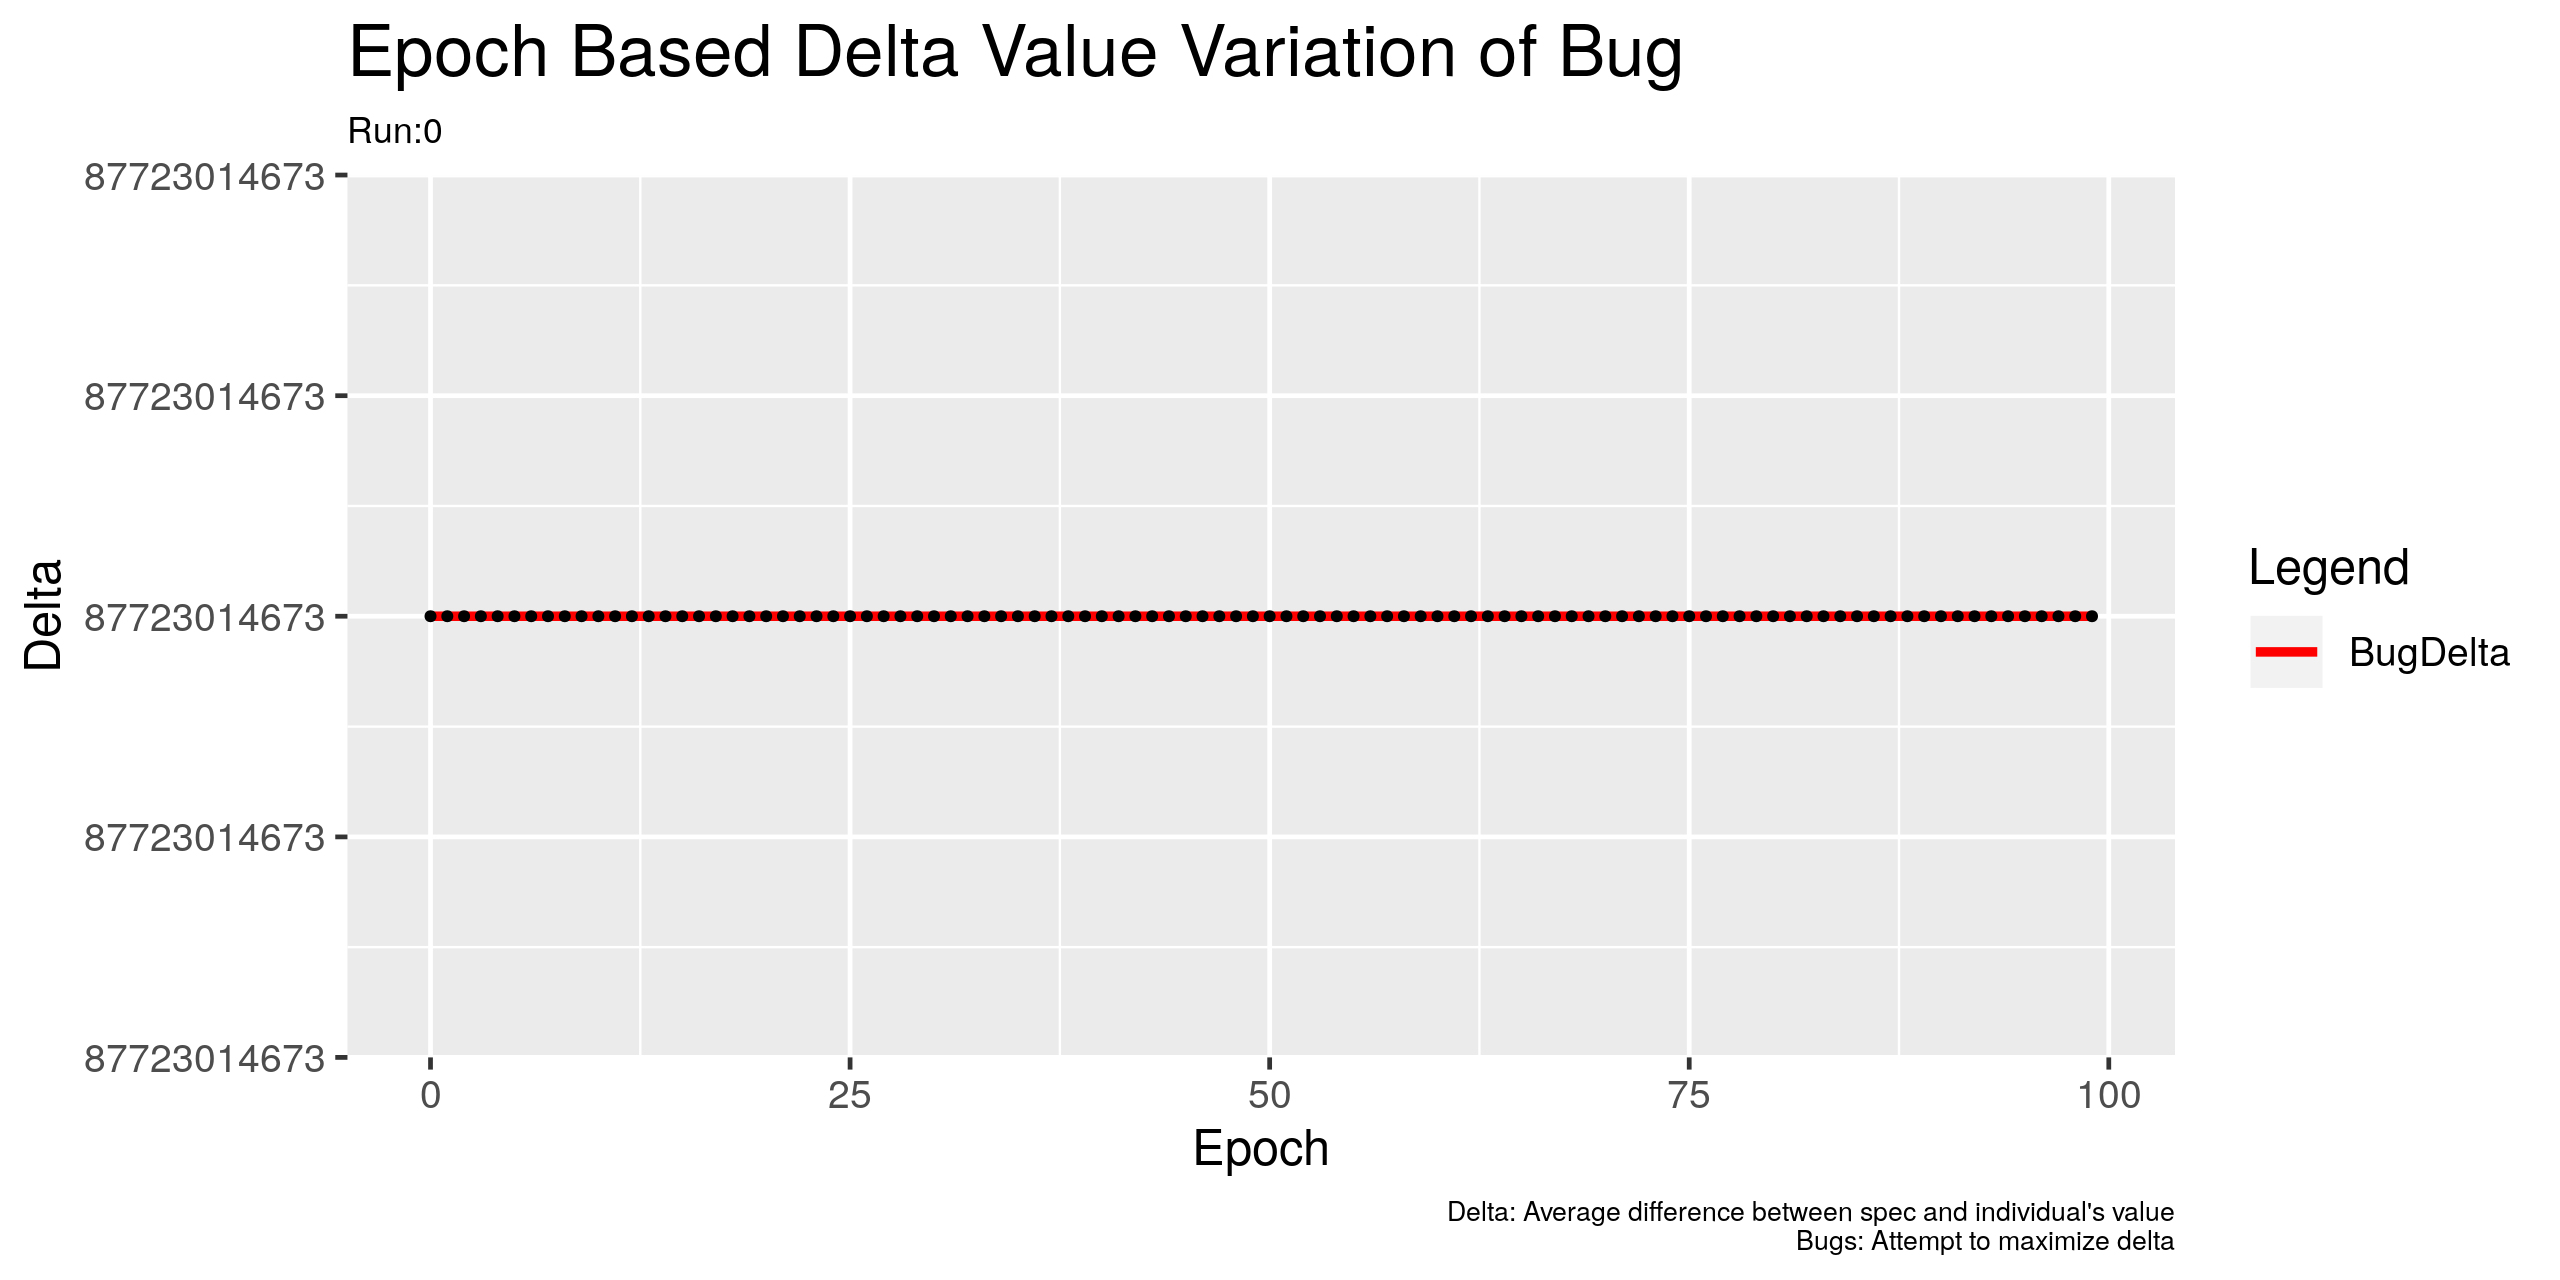 Epoch Based Delta Value Variation of Bug
Run:0
87723014673
87723014673
87723014673
87723014673
87723014673
Delta
0 25 50 75 100
Epoch
Legend
BugDelta
Delta: Average difference between spec and individual's value
Bugs: Attempt to maximize delta